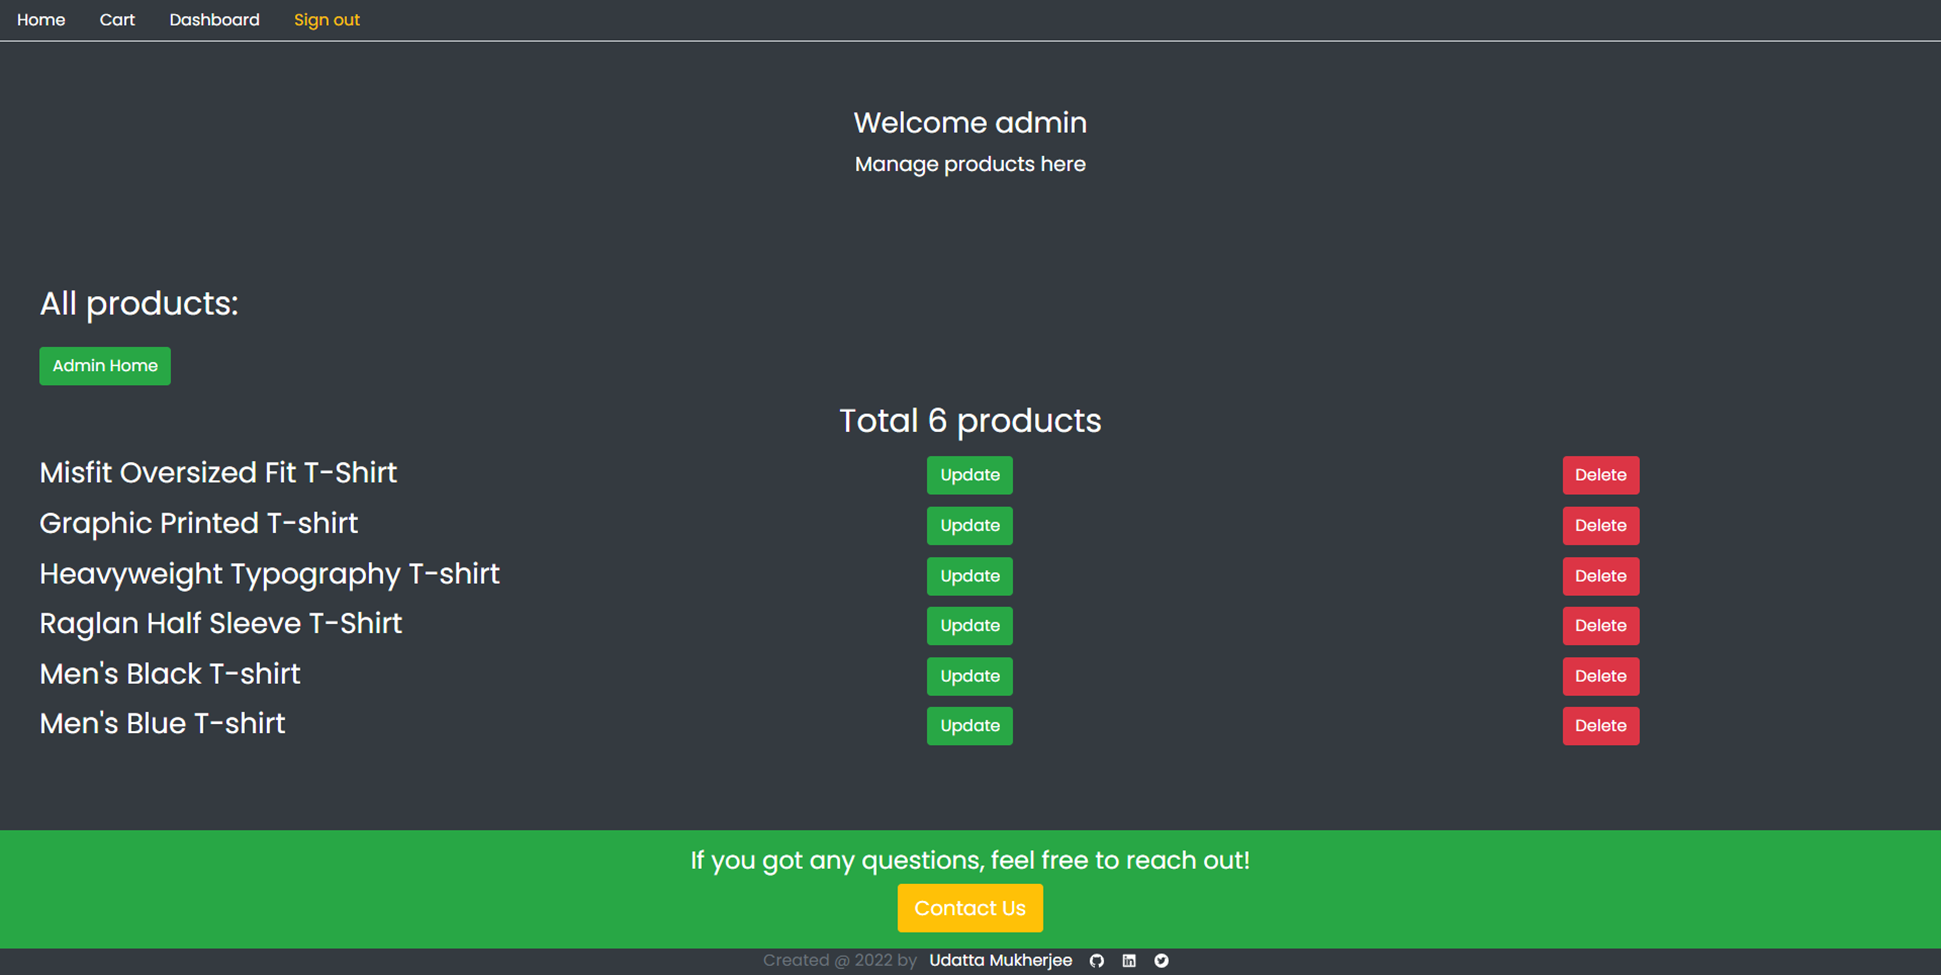 Home Cart Dashboard Sign out
Welcome admin
Manage products here
All products:
Admin Home
Total 6 products
Misfit Oversized Fit T-Shirt Update Delete
Graphic Printed T-shirt Update Delete
Heavyweight Typography T-shirt Update Delete
Raglan Half Sleeve T-Shirt Update Delete
Men's Black T-shirt Update Delete
Men's Blue T-shirt Update Delete
If you got any questions, feel free to reach out!
Contact Us
Created @ 2022 by Udatta Mukherjee